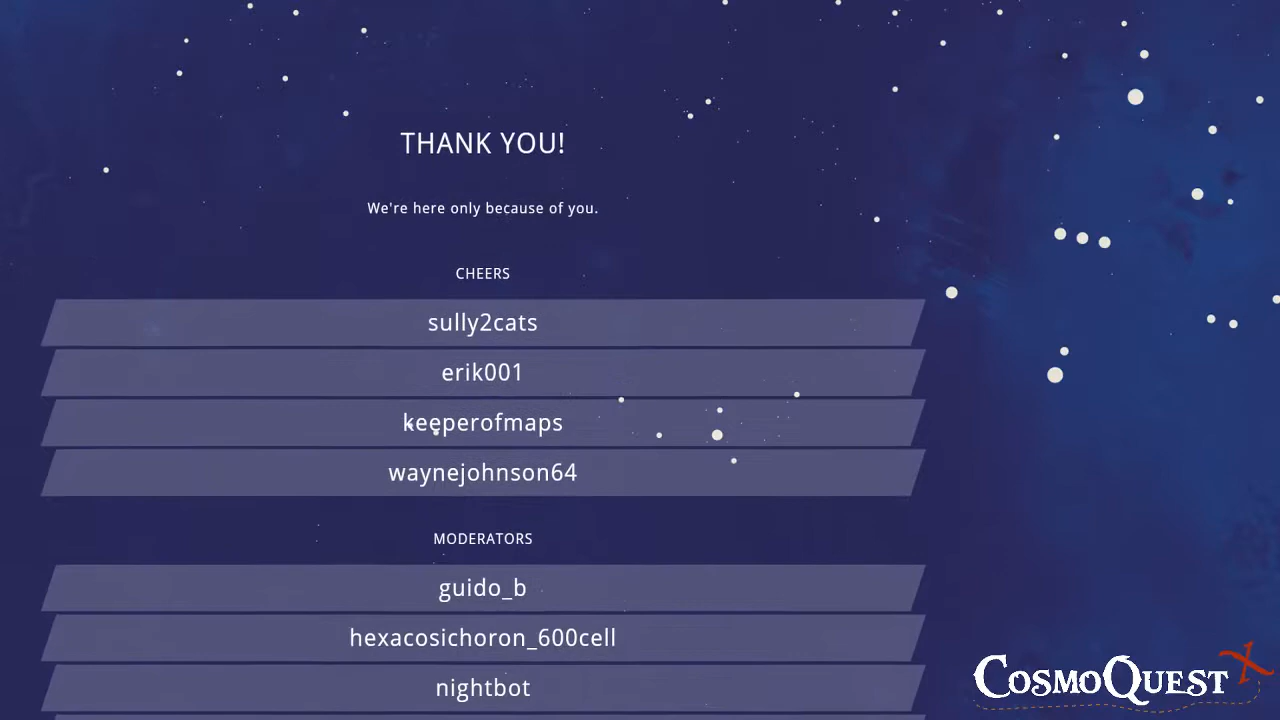 THANK YOU!
We're here only because of you.
CHEERS
sully2cats
erik001
keeperofmaps
waynejohnson64
MODERATORS
guido_b
hexacosichoron_600cell
nightbot
COSMOQUEST X